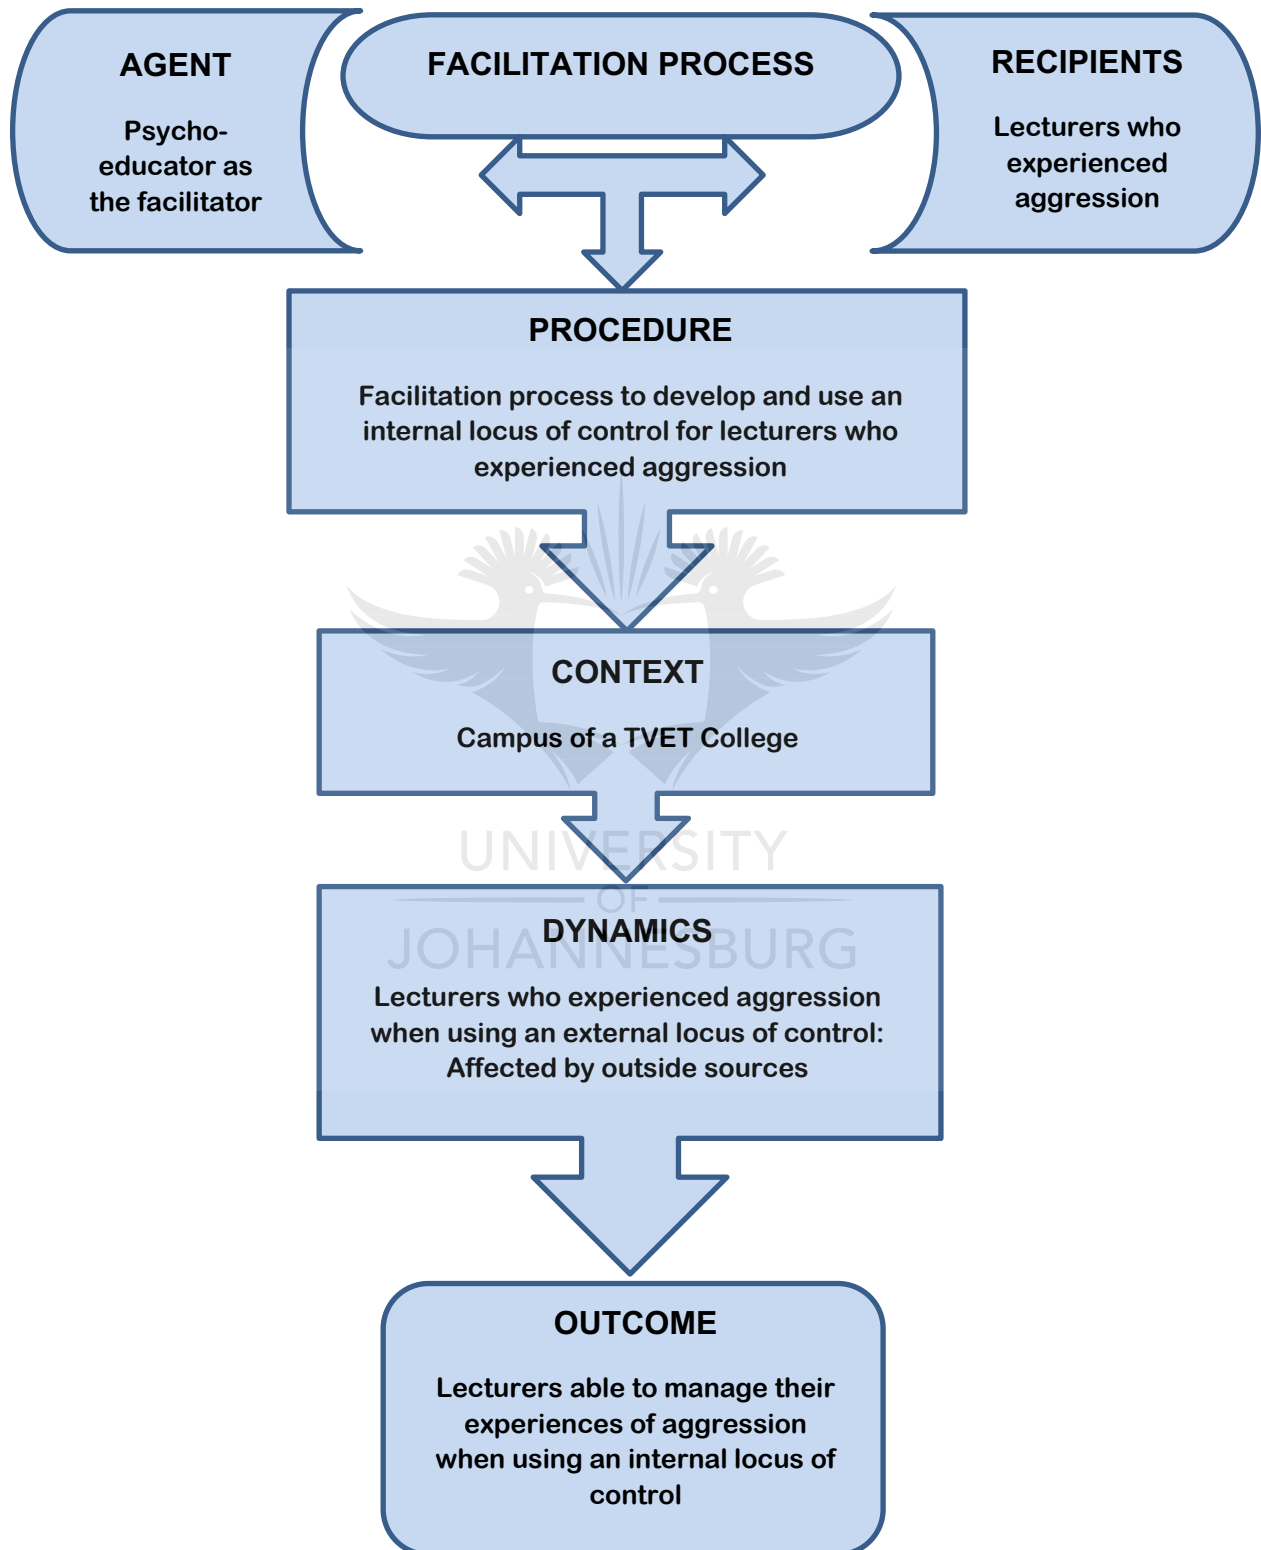 AGENT
Psycho-
educator as
the facilitator
FACILITATION PROCESS
RECIPIENTS
Lecturers who
experienced
aggression
PROCEDURE
Facilitation process to develop and use an
internal locus of control for lecturers who
experienced aggression
CONTEXT
Campus of a TVET College
UNIVERSITY
OF
JOHANNESBURG
DYNAMICS
Lecturers who experienced aggression
when using an external locus of control:
Affected by outside sources
OUTCOME
Lecturers able to manage their
experiences of aggression
when using an internal locus of
control